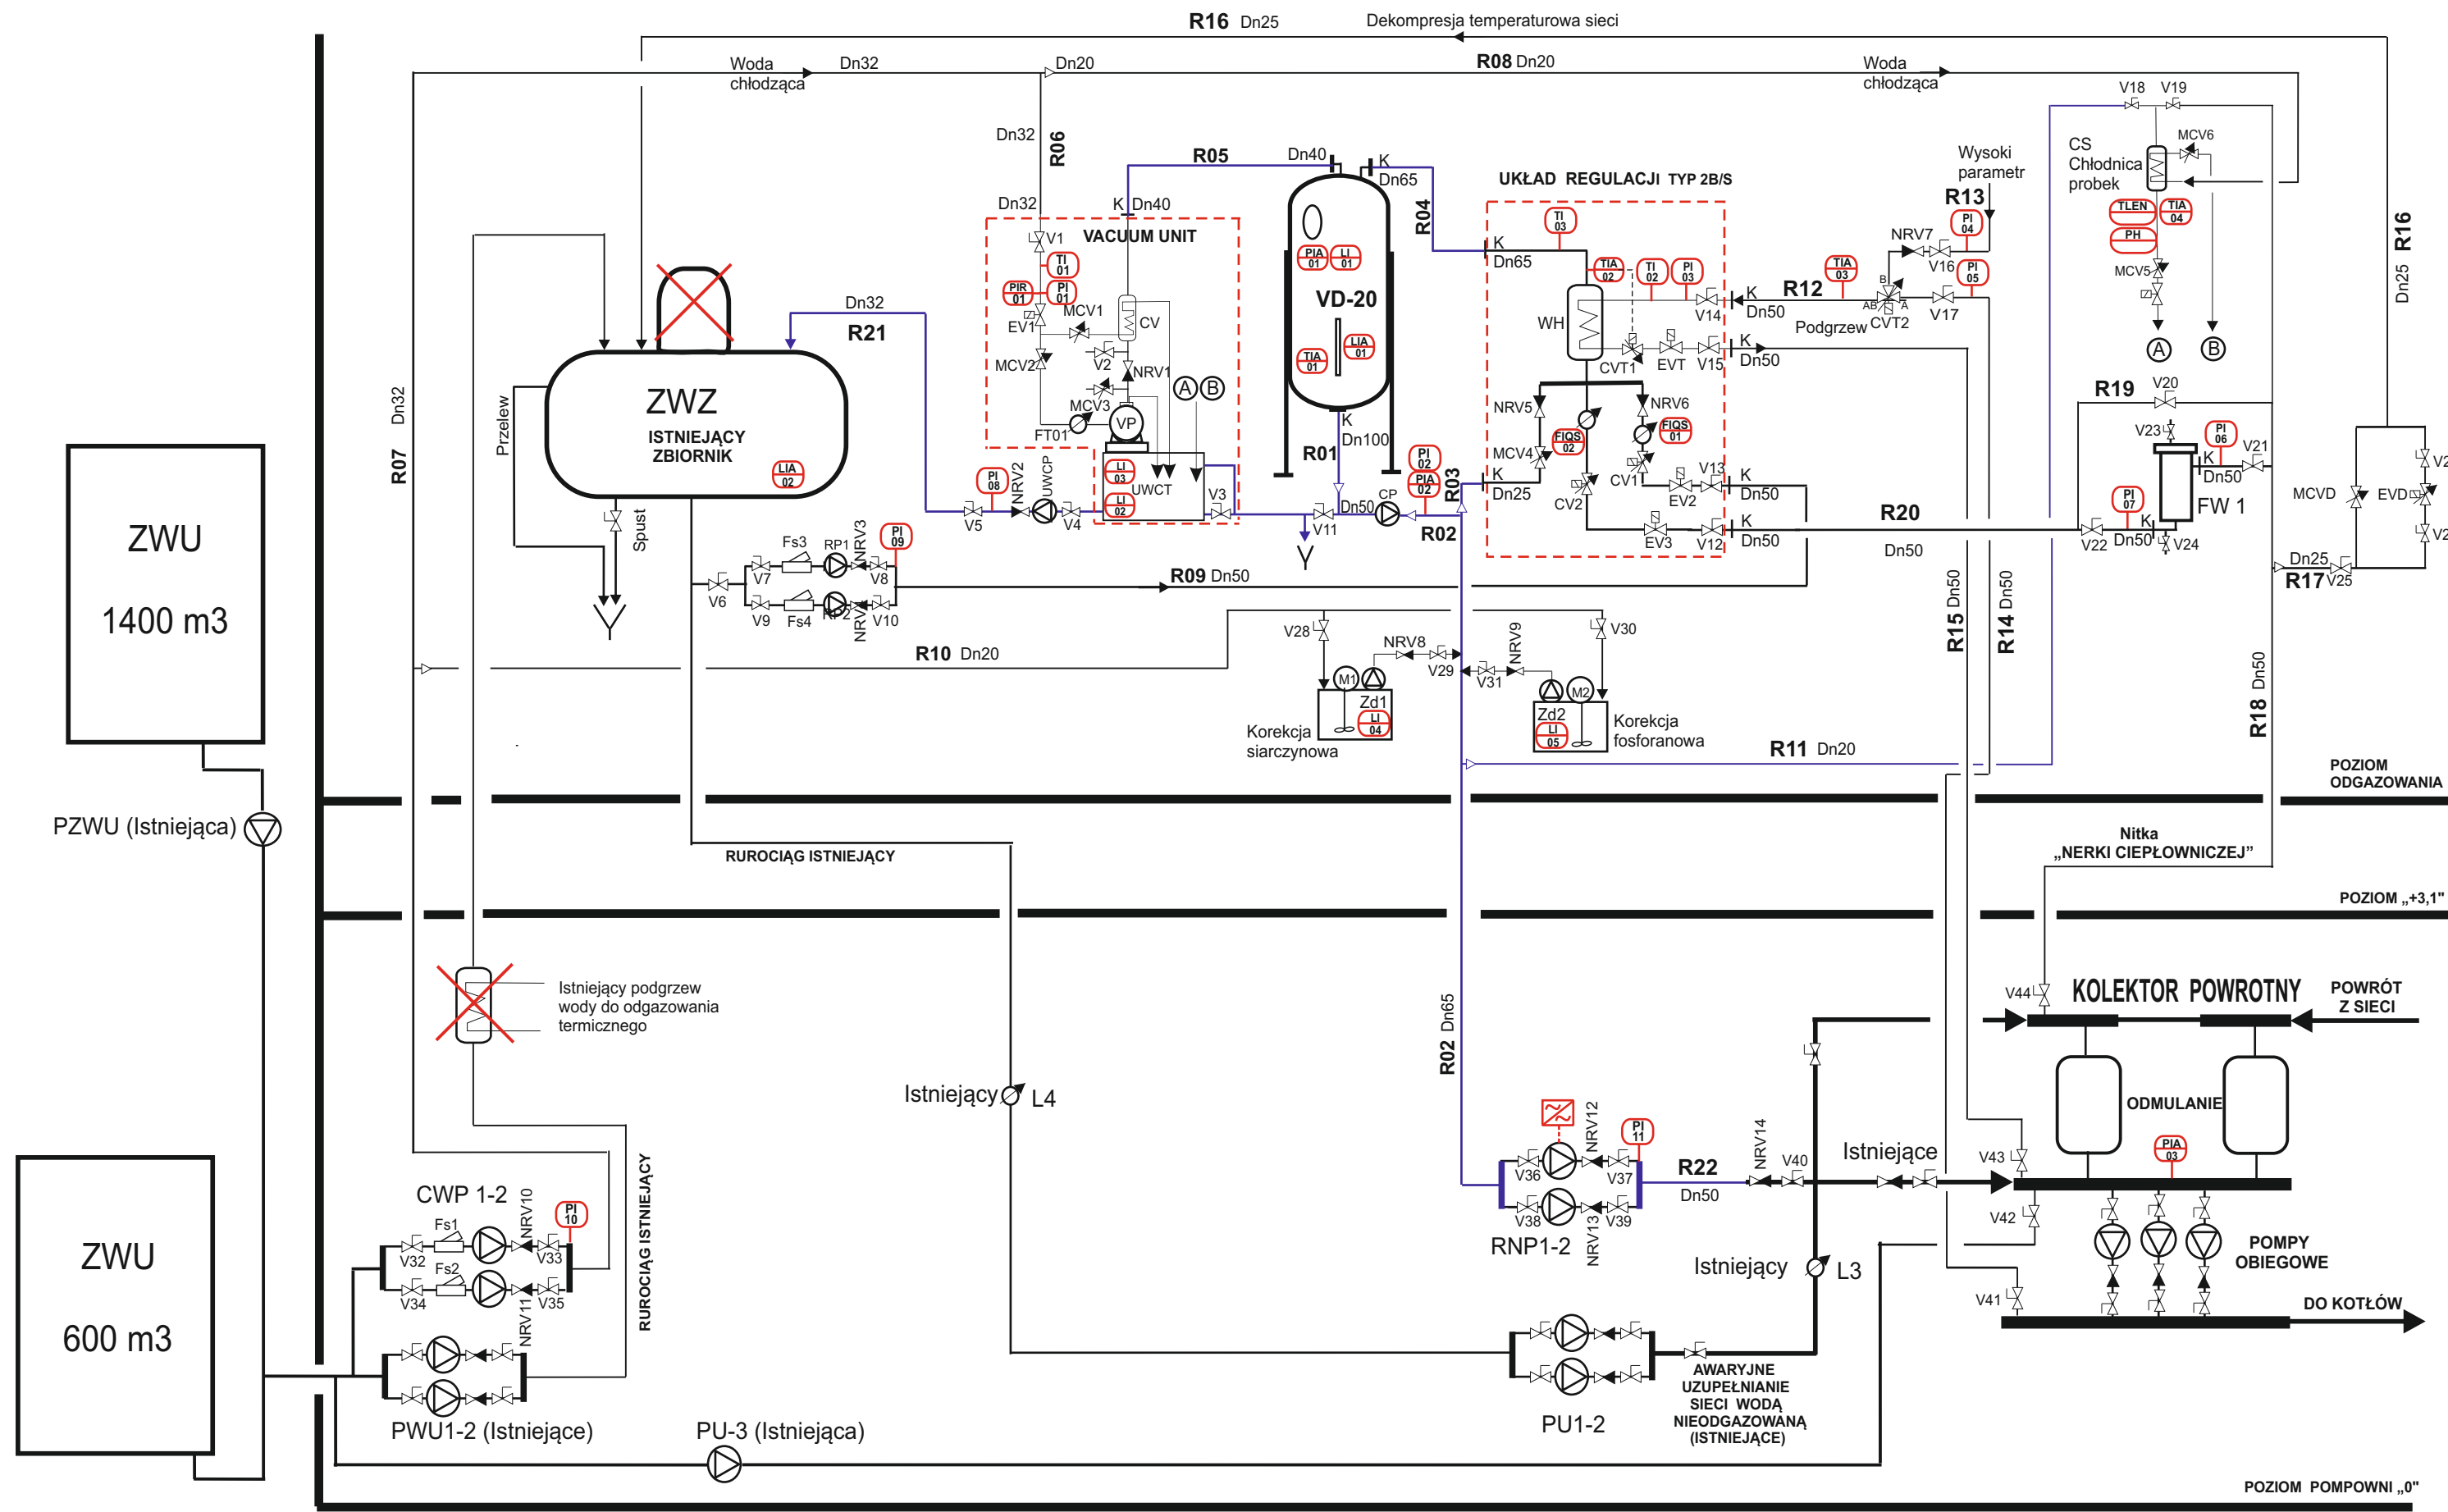 R16 Dn25 Dekompresja temperaturowa sieci
Woda
chłodząca
Dn32
Dn20
R08 Dn20
Woda
chłodząca
V18
V19
MCV6
CS
Chłodnica
probek
TLEN
TIA
04
PH
MCV5
A
B
Dn25 R16
Dn32
R06
Dn32
R05
Dn40
K
Dn65
K Dn40
R04
UKŁAD REGULACJI TYP 2B/S
Wysoki
parametr
R13
PI
04
NRV7
V16
PI
05
TIA
03
B
AB
A
CVT2
V17
R12
K
Dn50
Podgrzew
VACUUM UNIT
V1
TI
01
PIR
01
PI
01
EV1
MCV1
CV
MCV2
V2
NRV1
MCV3
A
B
VP
FT01
UWCT
LI
03
LI
02
V3
PIA
01
LI
01
VD-20
TIA
01
LIA
01
K
Dn100
R01
K
Dn65
TI
03
TIA
02
TI
02
PI
03
WH
V14
CVT1
EVT
V15
K
Dn50
NRV5
NRV6
FIQS
02
FIQS
01
MCV4
CV2
CV1
EV2
V13
K
Dn50
EV3
V12
K
Dn50
K
Dn25
PI
02
PIA
02
R03
R02
CP
Dn50
V11
Dn32
R21
PI
08
NRV2
UWCP
V5
V4
ZWZ
ISTNIEJĄCY
ZBIORNIK
LIA
02
Przelew
Spust
R07 Dn32
V6
V7
Fs3
RP1
NRV3
V8
PI
09
V9
Fs4
RP2
V10
R09 Dn50
R10 Dn20
R20
Dn50
R19
V20
V23
PI
06
V21
K
Dn50
FW 1
PI
07
V22
Dn50
K
V24
MCVD
EVD
Dn25
R17
V25
R15 Dn50
R14 Dn50
R18 Dn50
V28
NRV8
V29
V31
NRV9
V30
M1
Zd1
LI
04
Korekcja
siarczynowa
M2
Zd2
LI
05
Korekcja
fosforanowa
R11 Dn20
POZIOM
ODGAZOWANIA
ZWU
1400 m3
PZWU (Istniejąca)
RUROCIĄG ISTNIEJĄCY
Nitka
„NERKI CIEPŁOWNICZEJ”
POZIOM „+3,1"
Istniejący podgrzew
wody do odgazowania
termicznego
Istniejący
L4
R02 Dn65
V44
KOLEKTOR POWROTNY
POWRÓT
Z SIECI
ODMULANIE
PIA
03
V43
V42
V41
POMPY
OBIEGOWE
DO KOTŁÓW
NRV12
PI
11
V36
V37
V38
V39
NRV13
RNP1-2
R22
Dn50
NRV14
V40
Istniejące
Istniejący
L3
ZWU
600 m3
CWP 1-2
Fs1
NRV10
PI
10
V32
V33
Fs2
V34
V35
NRV11
RUROCIĄG ISTNIEJĄCY
PWU1-2 (Istniejące)
PU-3 (Istniejąca)
PU1-2
AWARYJNE
UZUPEŁNIANIE
SIECI WODĄ
NIEODGAZOWANĄ
(ISTNIEJĄCE)
POZIOM POMPOWNI „0"